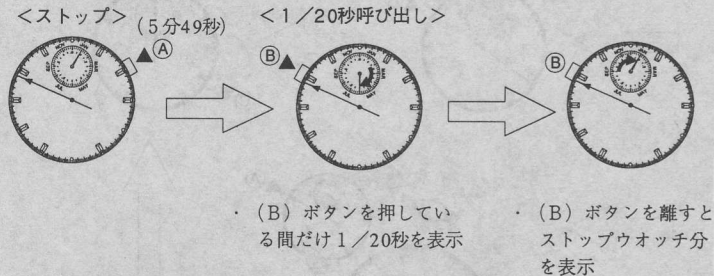 <ストップ>
(5分49秒)
Ⓐ
<1/20秒呼び出し>
Ⓑ
Ⓑ
・(B)ボタンを押してい
る間だけ1/20秒を表示
・(B)ボタンを離すと
ストップウオッチ分
を表示